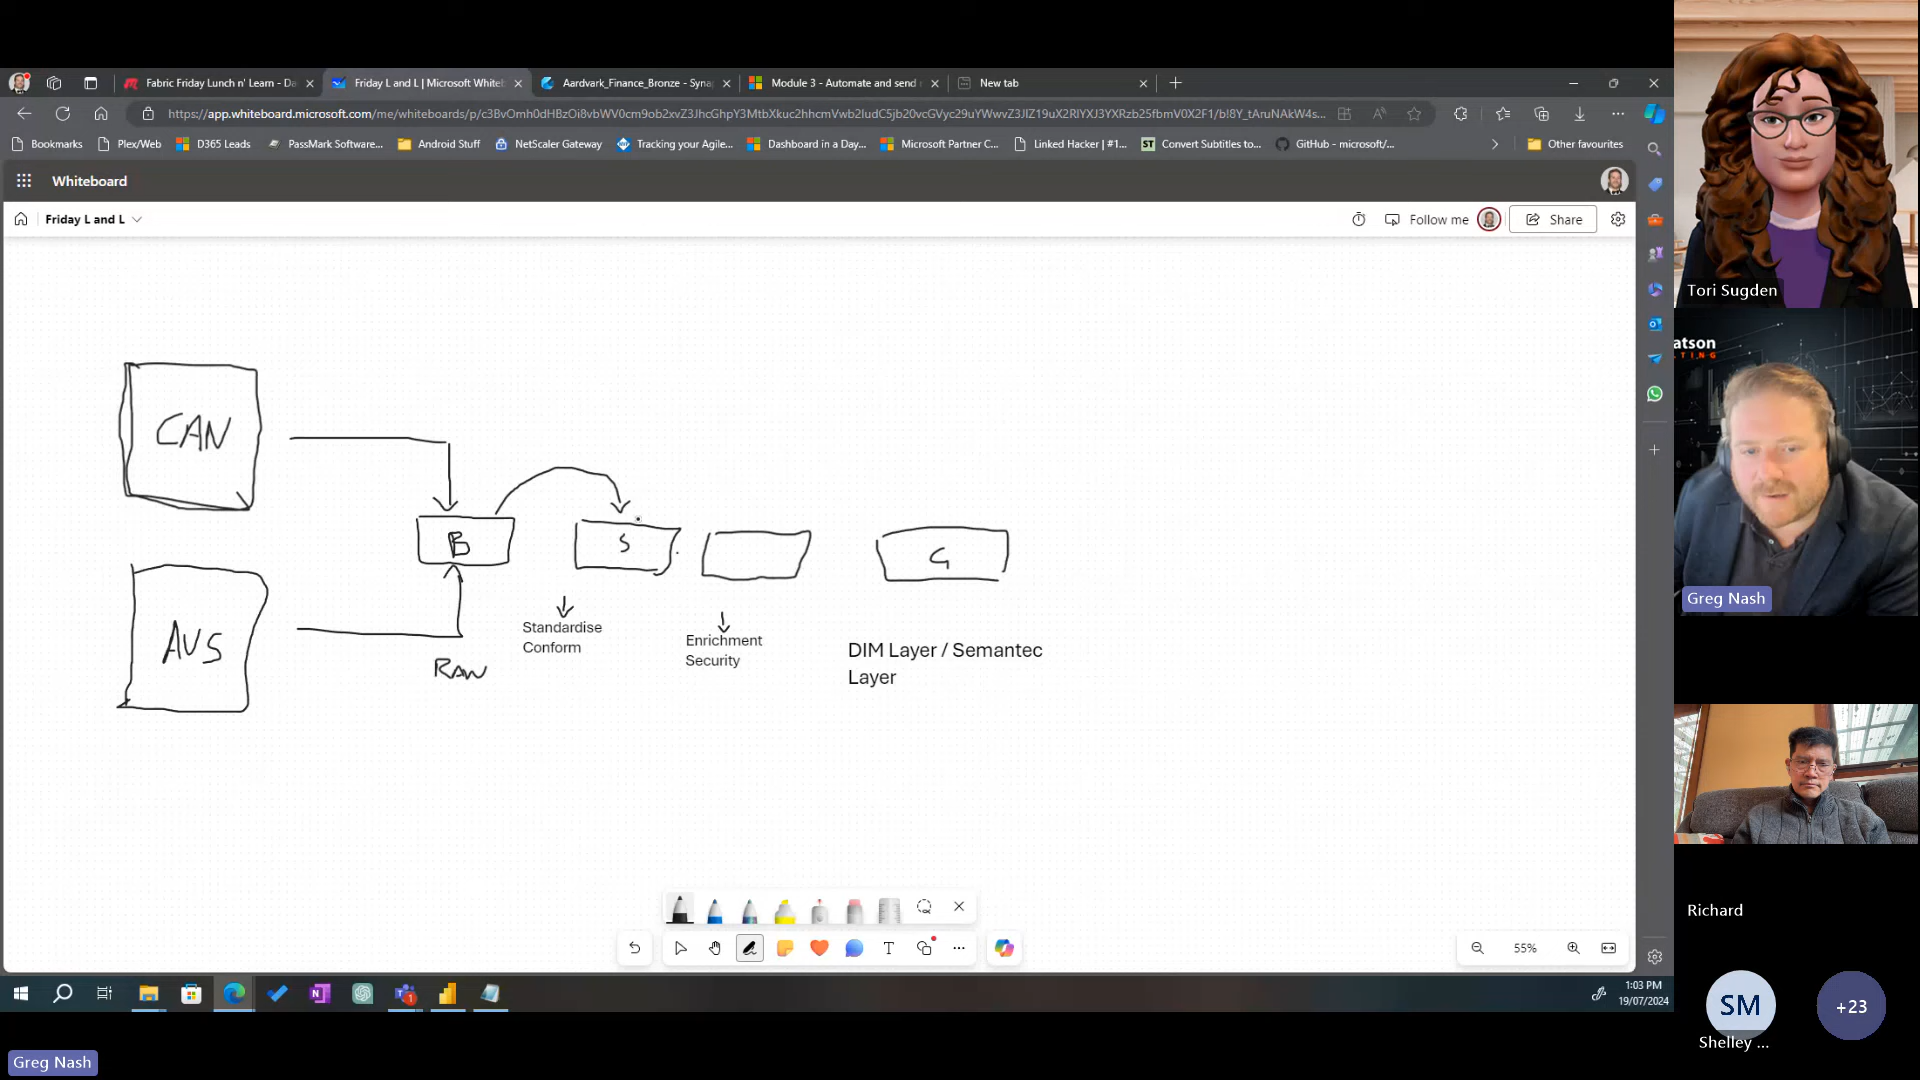 Fabric Friday Lunch n' Learn - Da
Friday L and L | Microsoft Whiteb
Aardvark_Finance_Bronze - Syna
Module 3 - Automate and send
New tab
Bookmarks
Plex/Web
D365 Leads
PassMark Software...
Android Stuff
NetScaler Gateway
Tracking your Agile...
Dashboard in a Day...
Microsoft Partner C...
Linked Hacker | #1...
ST
Convert Subtitles to...
GitHub - microsoft/...
Other favourites
Whiteboard
Friday L and L
Follow me
Share
CAN
AVS
B
RAW
S
G
Standardise
Conform
Enrichment
Security
DIM Layer / Semantec
Layer
55%
1:03 PM
19/07/2024
Tori Sugden
atson
TING
Greg Nash
Richard
SM
Shelley ...
+23
Greg Nash